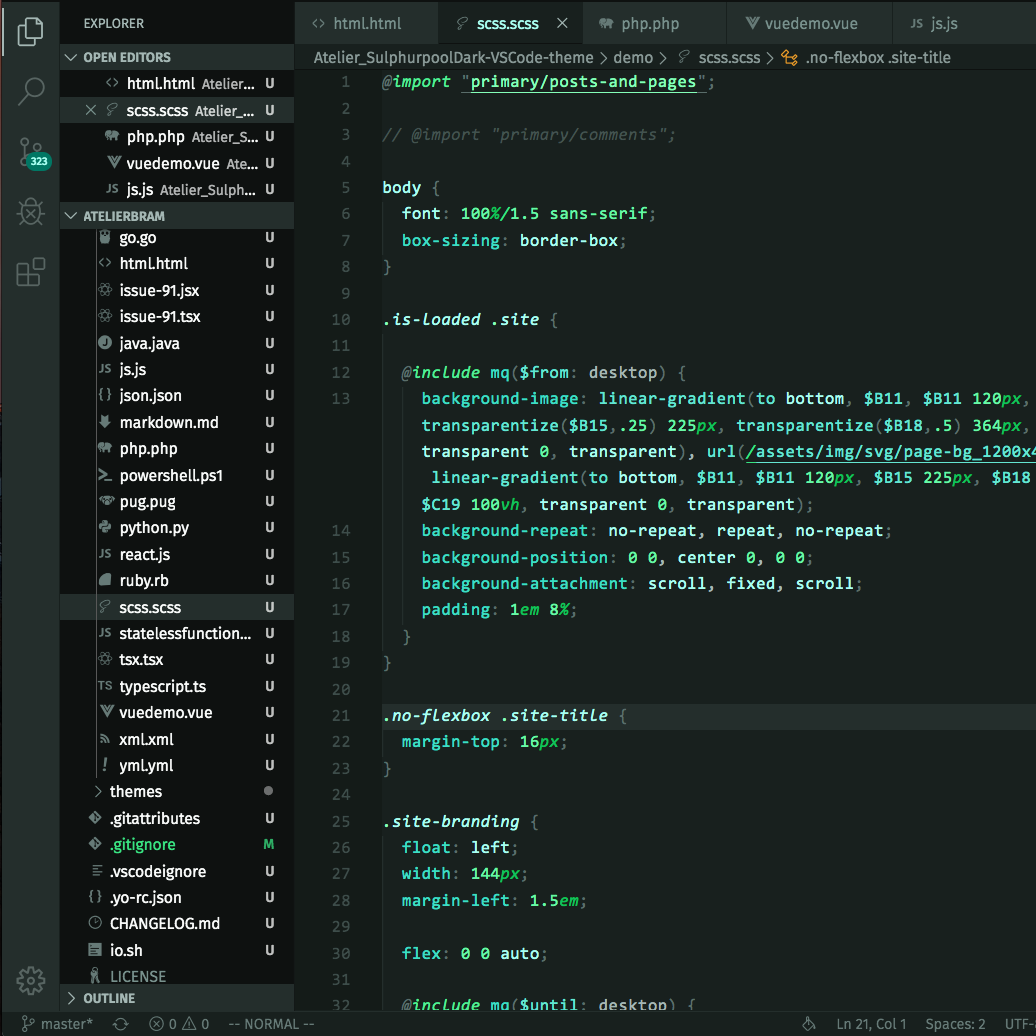 EXPLORER
OPEN EDITORS
<> html.html Atelier... U
scss.scss Atelier_... U
php.php Atelier_S... U
vuedemo.vue Ate... U
JS js.js Atelier_Sulph... U
323
ATELIERBRAM
go.go U
<> html.html U
issue-91.jsx U
issue-91.tsx U
java.java U
JS js.js U
{} json.json U
markdown.md U
php.php U
powershell.ps1 U
pug.pug U
python.py U
JS react.js U
ruby.rb U
scss.scss U
JS statelessfunction... U
tsx.tsx U
TS typescript.ts U
vuedemo.vue U
xml.xml U
! yml.yml U
themes
.gitattributes U
.gitignore M
.vscodeignore U
{} .yo-rc.json U
CHANGELOG.md U
io.sh U
LICENSE
OUTLINE
<> html.html scss.scss php.php vuedemo.vue JS js.js
Atelier_SulphurpoolDark-VSCode-theme > demo > scss.scss > .no-flexbox .site-title
1 @import "primary/posts-and-pages";
2
3 // @import "primary/comments";
4
5 body {
6 font: 100%/1.5 sans-serif;
7 box-sizing: border-box;
8 }
9
10 .is-loaded .site {
11
12 @include mq($from: desktop) {
13 background-image: linear-gradient(to bottom, $B11, $B11 120px,
transparentize($B15,.25) 225px, transparentize($B18,.5) 364px,
transparent 0, transparent), url(/assets/img/svg/page-bg_1200x4
linear-gradient(to bottom, $B11, $B11 120px, $B15 225px, $B18
$C19 100vh, transparent 0, transparent);
14 background-repeat: no-repeat, repeat, no-repeat;
15 background-position: 0 0, center 0, 0 0;
16 background-attachment: scroll, fixed, scroll;
17 padding: 1em 8%;
18 }
19 }
20
21 .no-flexbox .site-title {
22 margin-top: 16px;
23 }
24
25 .site-branding {
26 float: left;
27 width: 144px;
28 margin-left: 1.5em;
29
30 flex: 0 0 auto;
31
32 @include mq($until: desktop) {
master* 0 0 -- NORMAL -- Ln 21, Col 1 Spaces: 2 UTF-